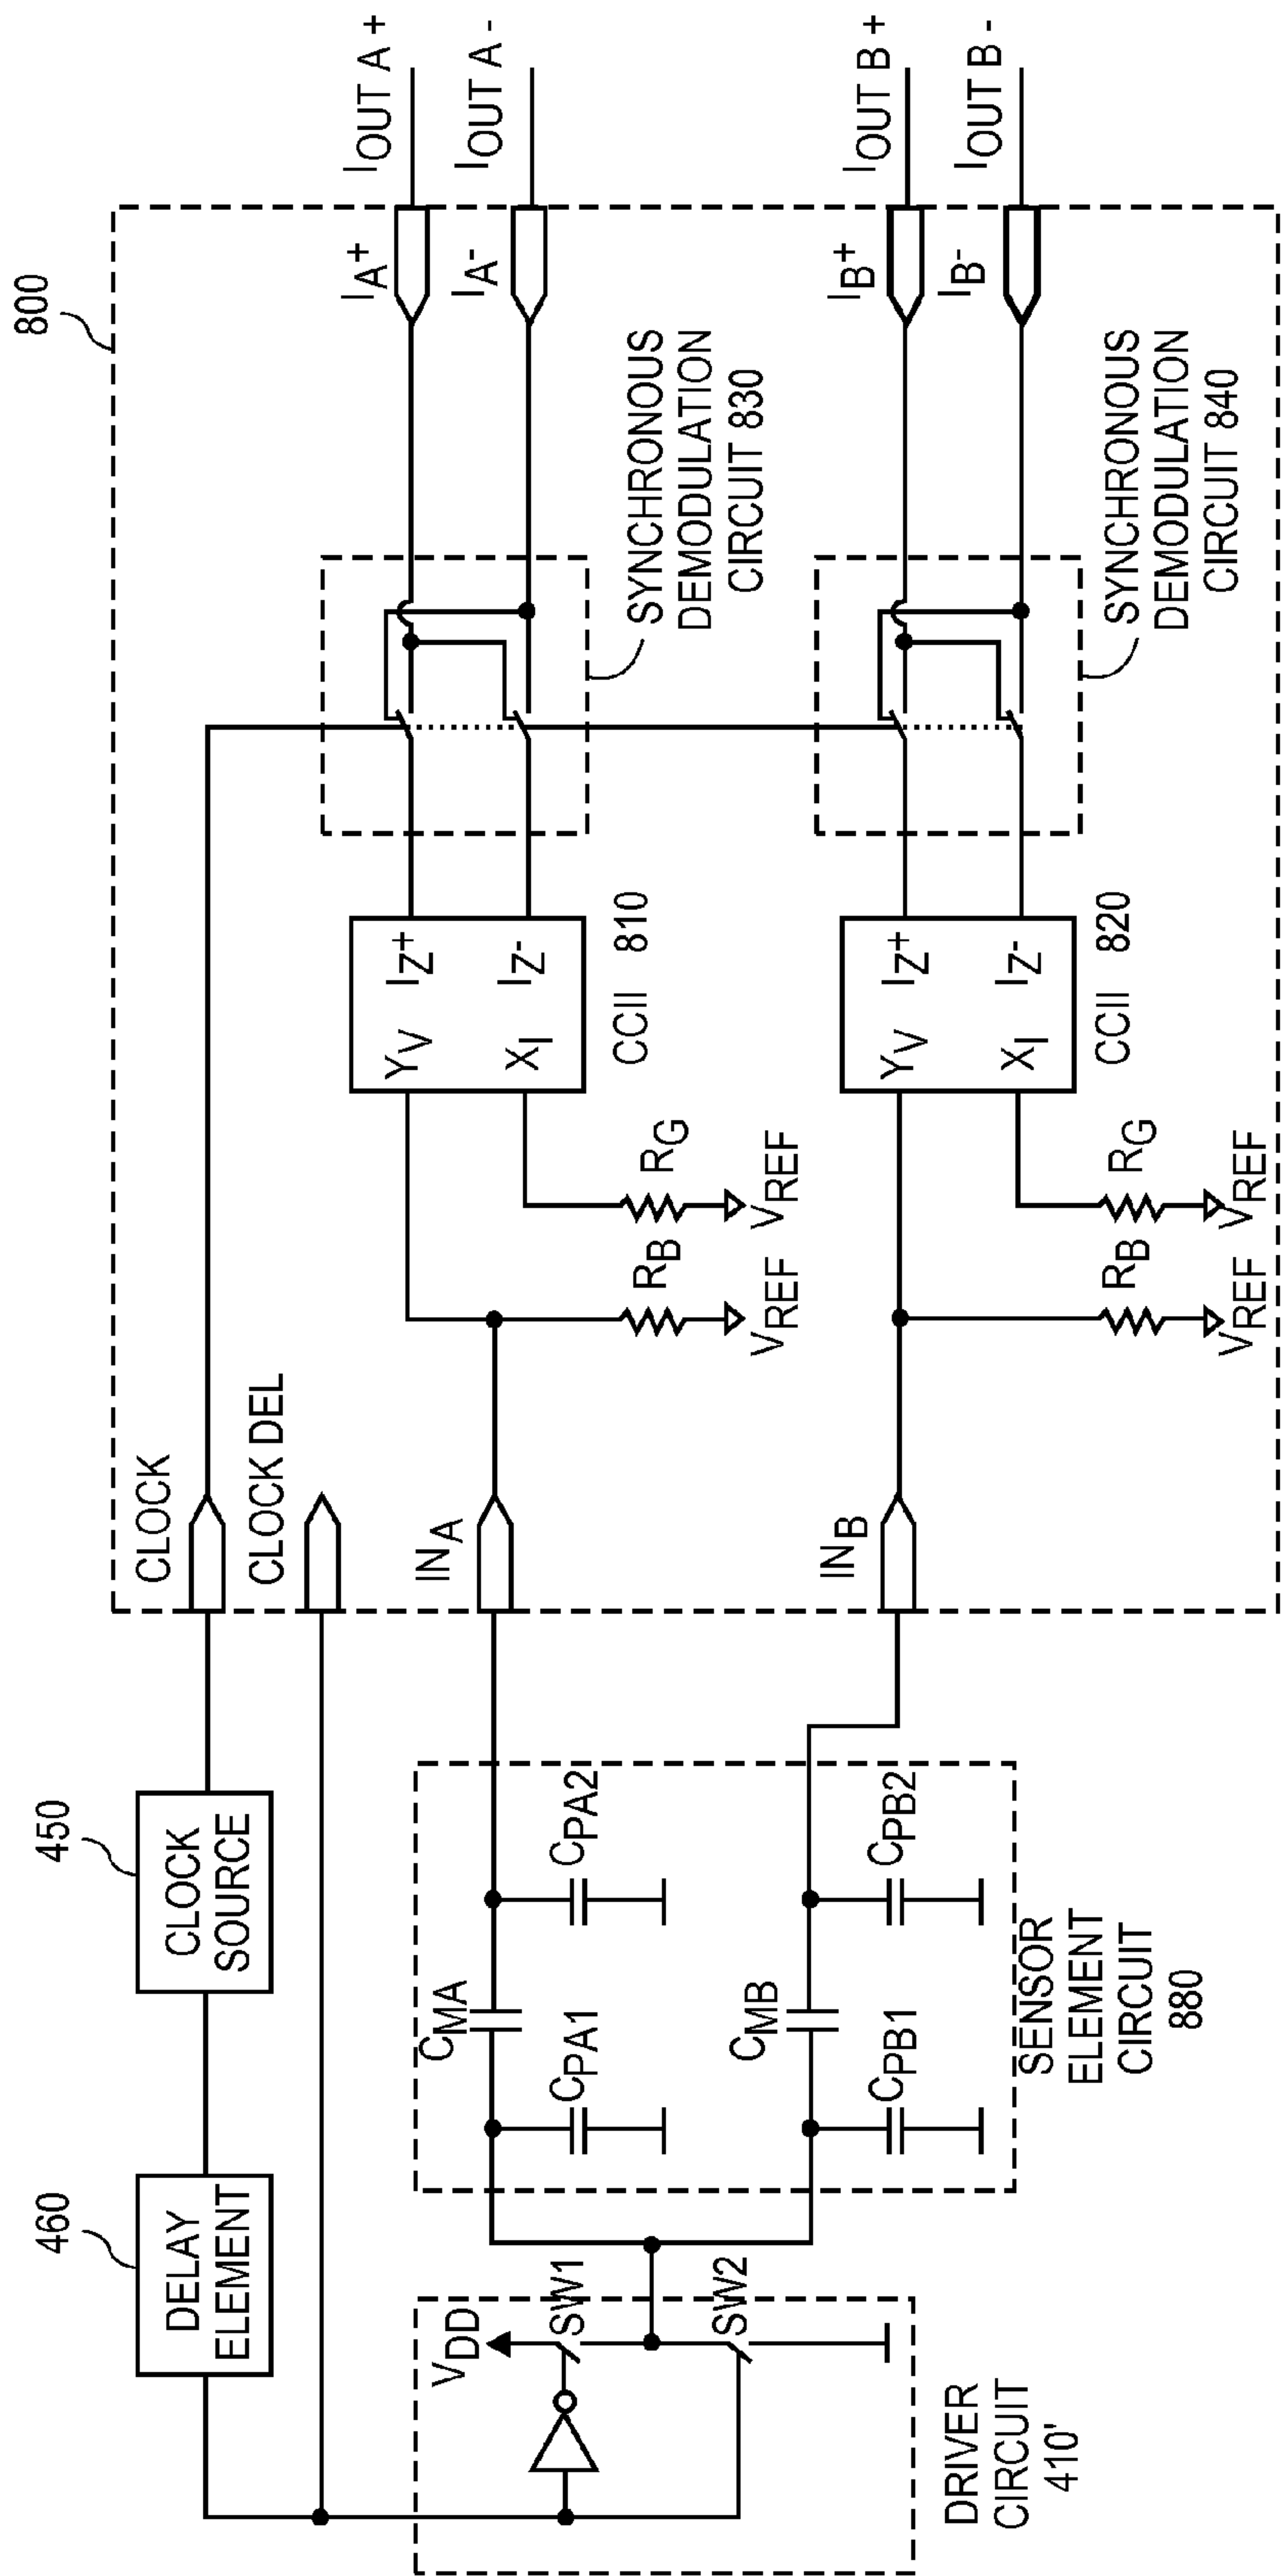 800
450
460
CLOCK
SOURCE
DELAY
ELEMENT
CLOCK
CLOCK DEL
IN_A
IN_B
V_DD
SW1
SW2
DRIVER
CIRCUIT
410'
C_MA
C_PA1
C_PA2
C_MB
C_PB1
C_PB2
SENSOR
ELEMENT
CIRCUIT
880
R_B
R_G
V_REF
V_REF
Y_V
I_Z+
X_I
I_Z-
CCII 810
R_B
R_G
V_REF
V_REF
Y_V
I_Z+
X_I
I_Z-
CCII 820
SYNCHRONOUS
DEMODULATION
CIRCUIT 830
SYNCHRONOUS
DEMODULATION
CIRCUIT 840
I_A+
I_A-
I_B+
I_B-
I_OUT A +
I_OUT A -
I_OUT B +
I_OUT B -